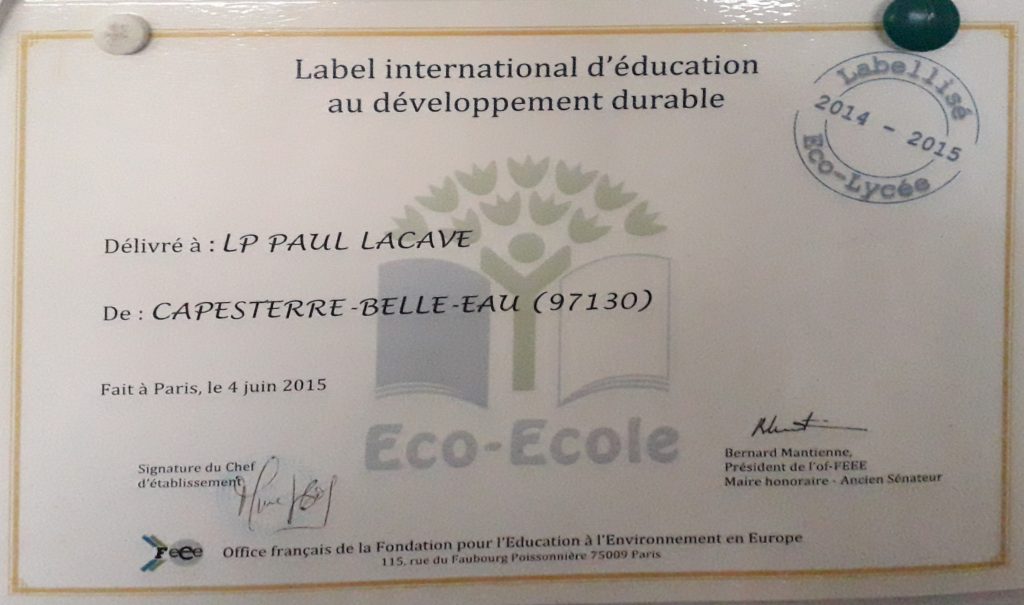 Label international d'éducation
au développement durable
Labellisé
2014 - 2015
Eco-Lycée
Délivré à : LP PAUL LACAVE
De : CAPESTERRE-BELLE-EAU (97130)
Fait à Paris, le 4 juin 2015
Eco-Ecole
Signature du Chef
d'établissement
Bernard Mantienne,
Président de l'of-FEEE
Maire honoraire - Ancien Sénateur
Feee
Office français de la Fondation pour l'Education à l'Environnement en Europe
115, rue du Faubourg Poissonnière 75009 Paris